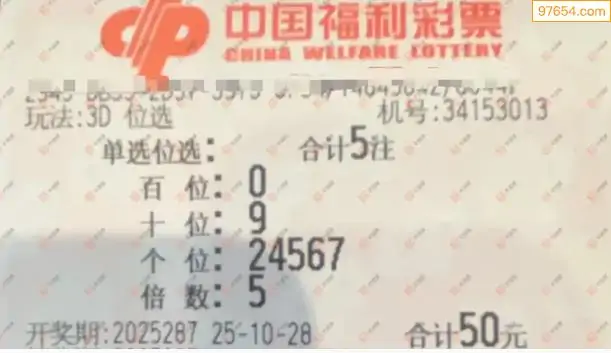 97654.com
中国福利彩票
CHINA WELFARE LOTTERY
玩法:3D 位选 机号:34153013
单选位选: 合计5注
百 位: 0
十 位: 9
个 位: 24567
倍 数: 5
开奖期:2025287 25-10-28 合计50元